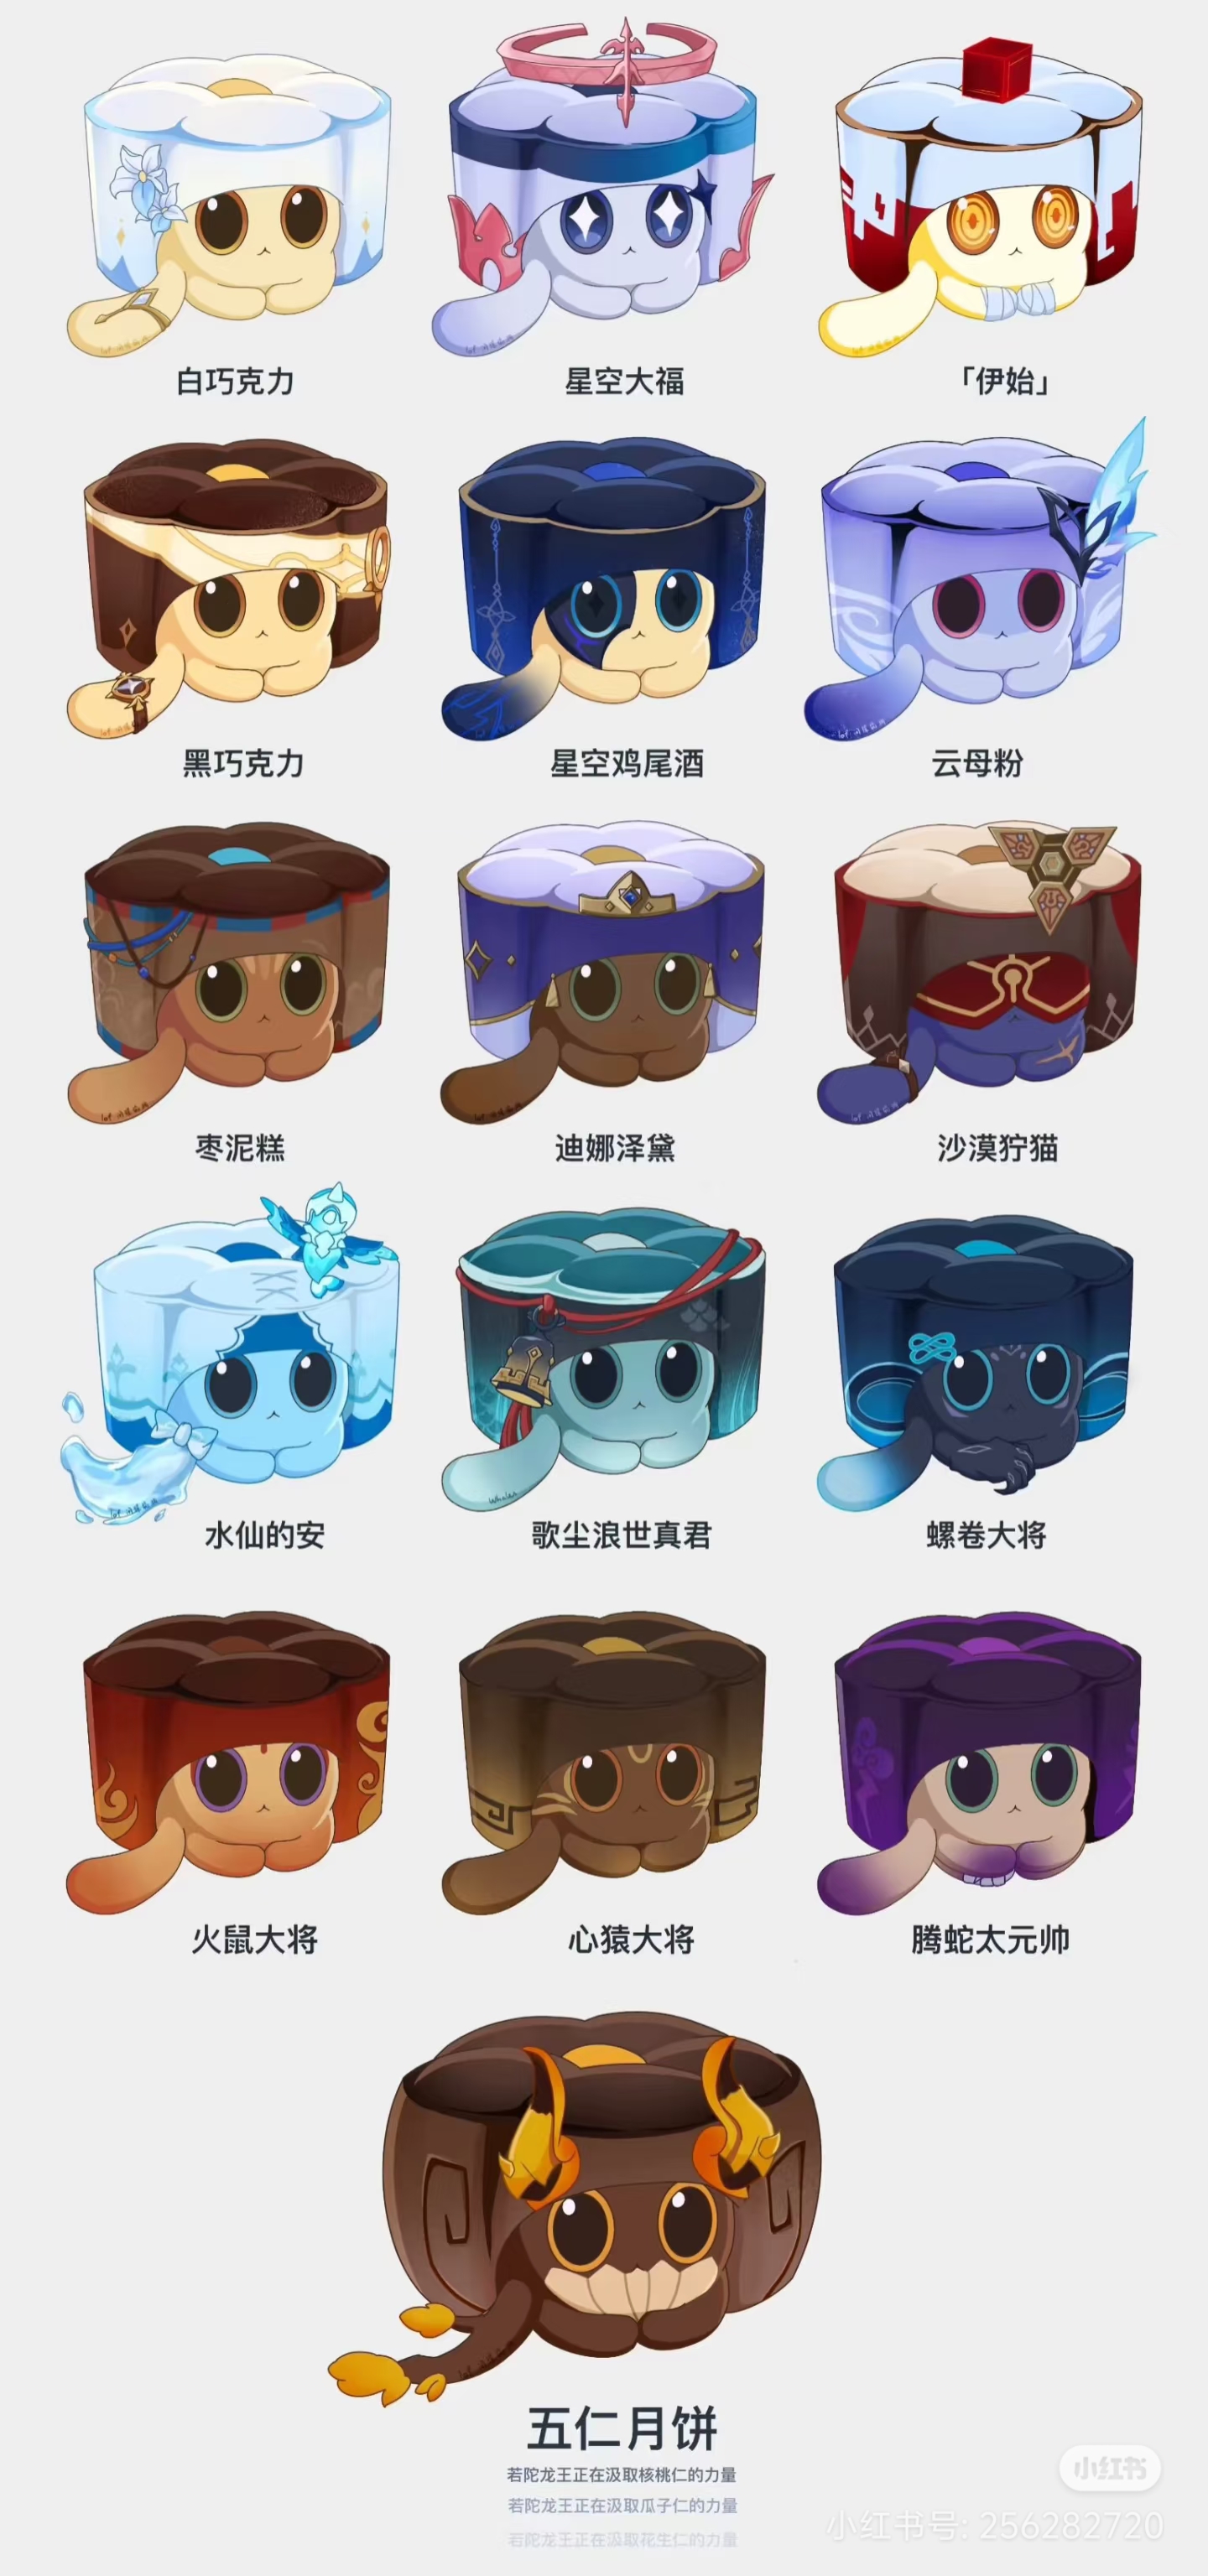 白巧克力
星空大福
「伊始」
黑巧克力
星空鸡尾酒
云母粉
枣泥糕
迪娜泽黛
沙漠狞猫
水仙的安
歌尘浪世真君
螺卷大将
火鼠大将
心猿大将
腾蛇太元帅
五仁月饼
若陀龙王正在汲取核桃仁的力量
若陀龙王正在汲取瓜子仁的力量
若陀龙王正在汲取花生仁的力量
小红书
小红书号: 256282720